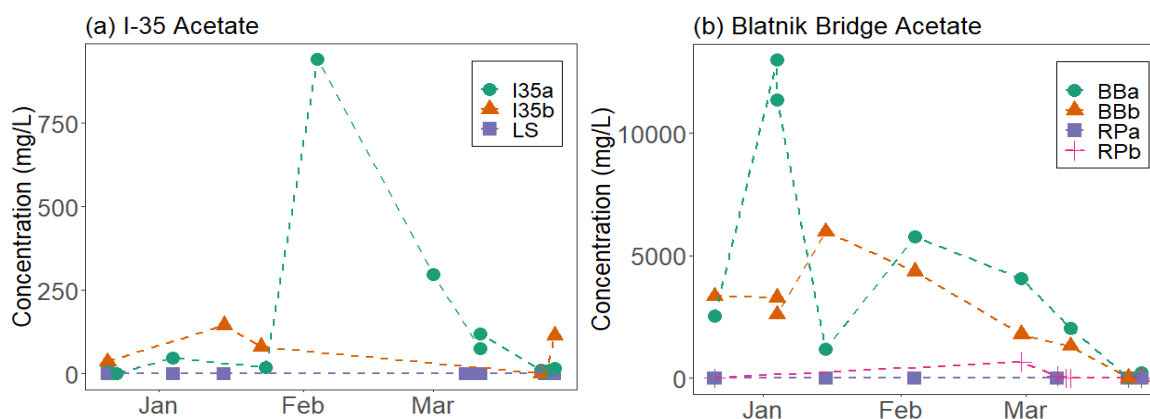 (a) I-35 Acetate
Concentration (mg/L)
750
500
250
0
Jan Feb Mar
I35a
I35b
LS
(b) Blatnik Bridge Acetate
Concentration (mg/L)
10000
5000
0
Jan Feb Mar
BBa
BBb
RPa
RPb